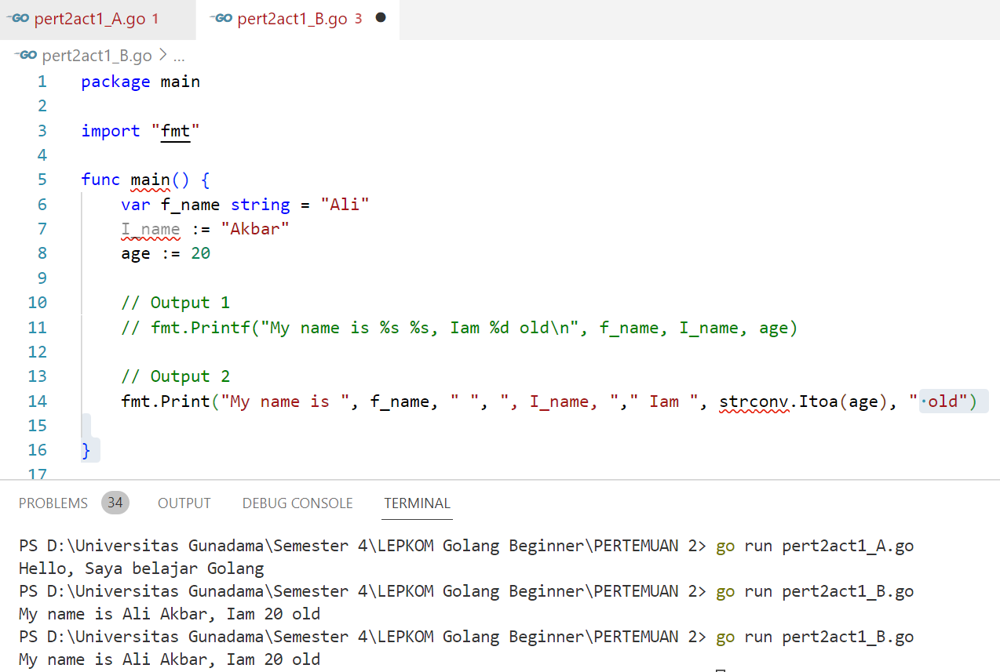 GO pert2act1_A.go 1 GO pert2act1_B.go 3
GO pert2act1_B.go > ...
1 package main
2
3 import "fmt"
4
5 func main() {
6 var f_name string = "Ali"
7 I_name := "Akbar"
8 age := 20
9
10 // Output 1
11 // fmt.Printf("My name is %s %s, Iam %d old\n", f_name, I_name, age)
12
13 // Output 2
14 fmt.Print("My name is ", f_name, " ", ", I_name, "," Iam ", strconv.Itoa(age), "·old")
15
16 }
17
PROBLEMS 34 OUTPUT DEBUG CONSOLE TERMINAL
PS D:\Universitas Gunadama\Semester 4\LEPKOM Golang Beginner\PERTEMUAN 2> go run pert2act1_A.go
Hello, Saya belajar Golang
PS D:\Universitas Gunadama\Semester 4\LEPKOM Golang Beginner\PERTEMUAN 2> go run pert2act1_B.go
My name is Ali Akbar, Iam 20 old
PS D:\Universitas Gunadama\Semester 4\LEPKOM Golang Beginner\PERTEMUAN 2> go run pert2act1_B.go
My name is Ali Akbar, Iam 20 old